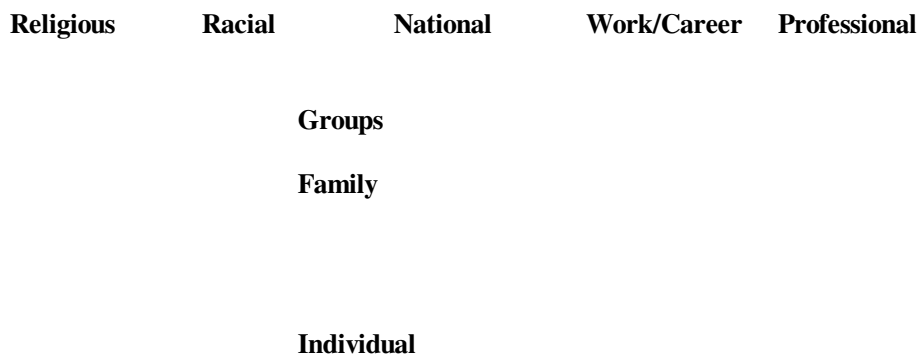 Religious Racial National Work/Career Professional
Groups
Family
Individual